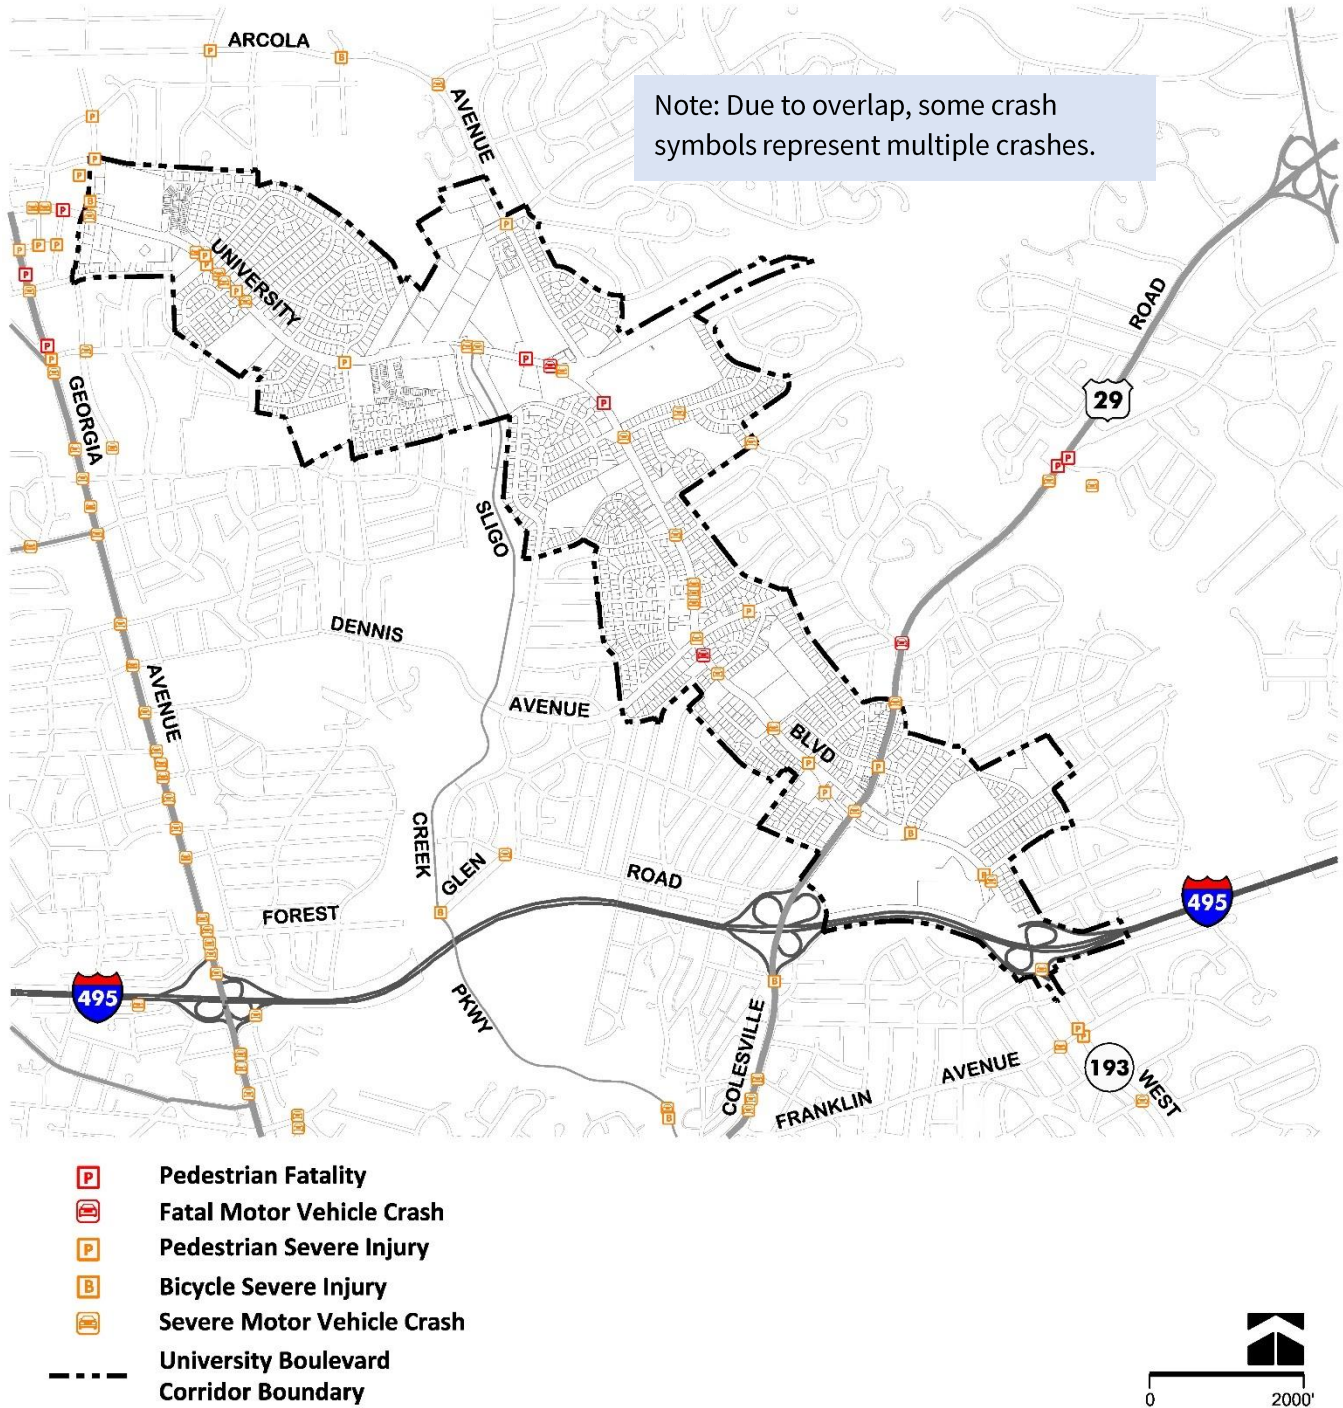 ARCOLA
AVENUE
Note: Due to overlap, some crash
symbols represent multiple crashes.
UNIVERSITY
ROAD
29
GEORGIA
SLIGO
DENNIS
AVENUE
AVENUE
BLVD
CREEK
GLEN
ROAD
FOREST
495
495
PKWY
COLESVILLE
FRANKLIN
AVENUE
193
WEST
P Pedestrian Fatality
Fatal Motor Vehicle Crash
P Pedestrian Severe Injury
B Bicycle Severe Injury
Severe Motor Vehicle Crash
University Boulevard
Corridor Boundary
0 2000'